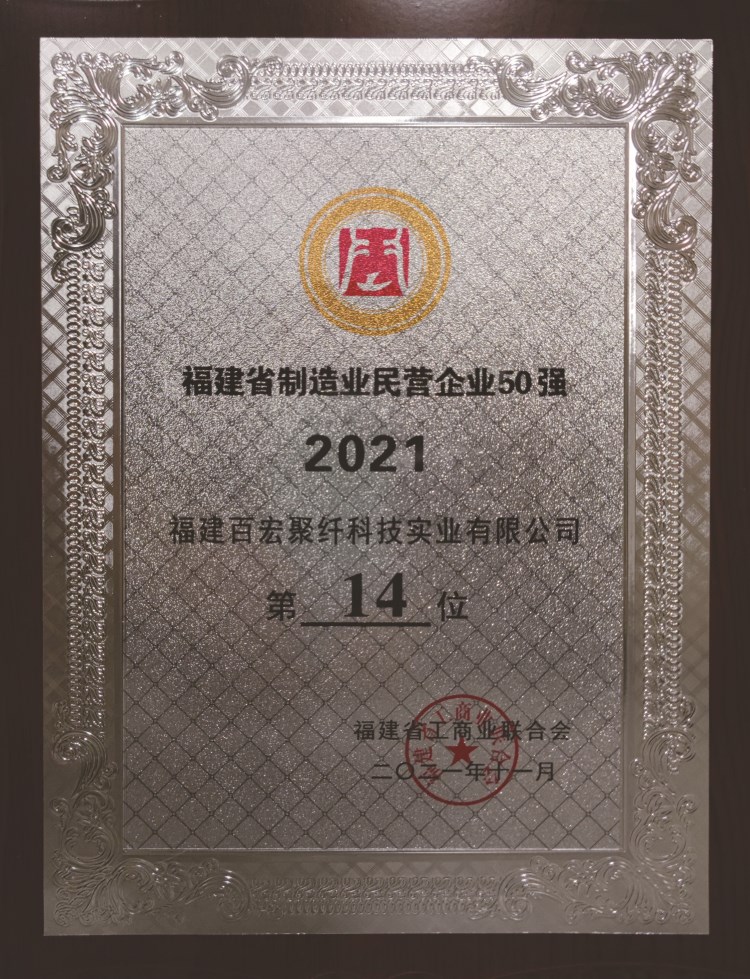 福建省制造业民营企业50强
2021
福建百宏聚纤科技实业有限公司
第 14 位
福建省工商业联合会
二〇二一年十一月